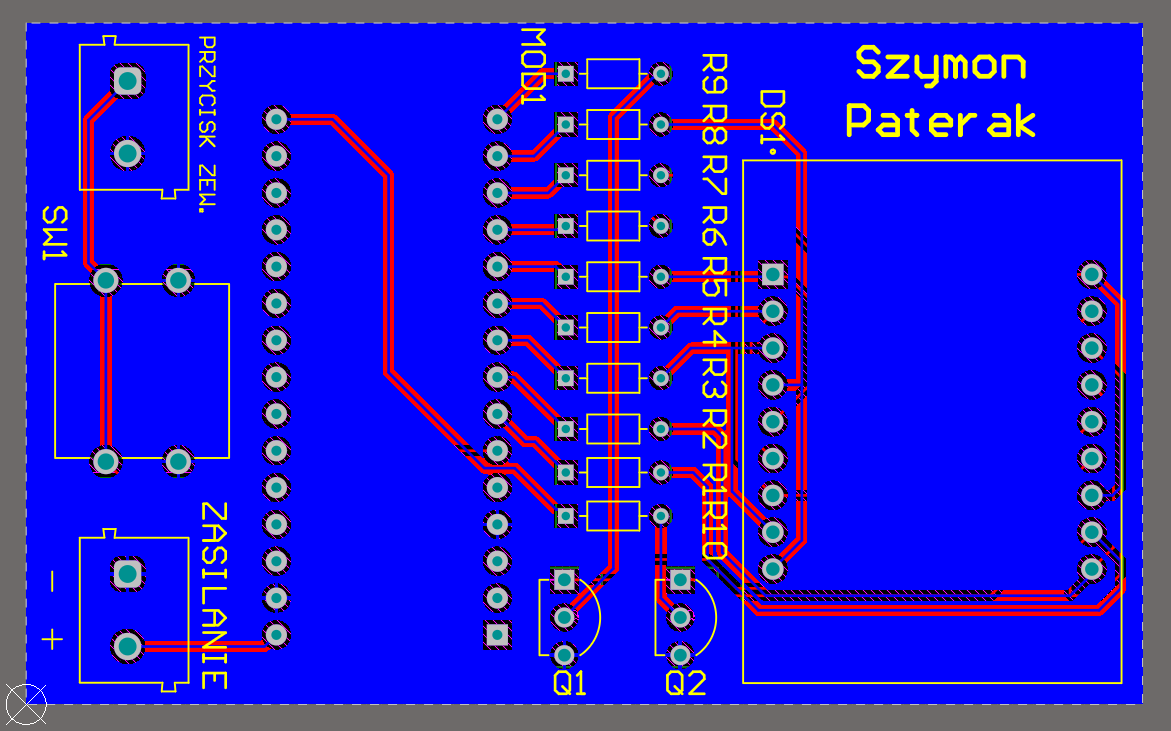 PRZYCISK ZEW.
MOD1
Szymon
Paterak
DS1.
R9
R8
R7
R6
R5
R4
R3
R2
R1
R10
SW1
ZASILANIE
-
+
Q1
Q2